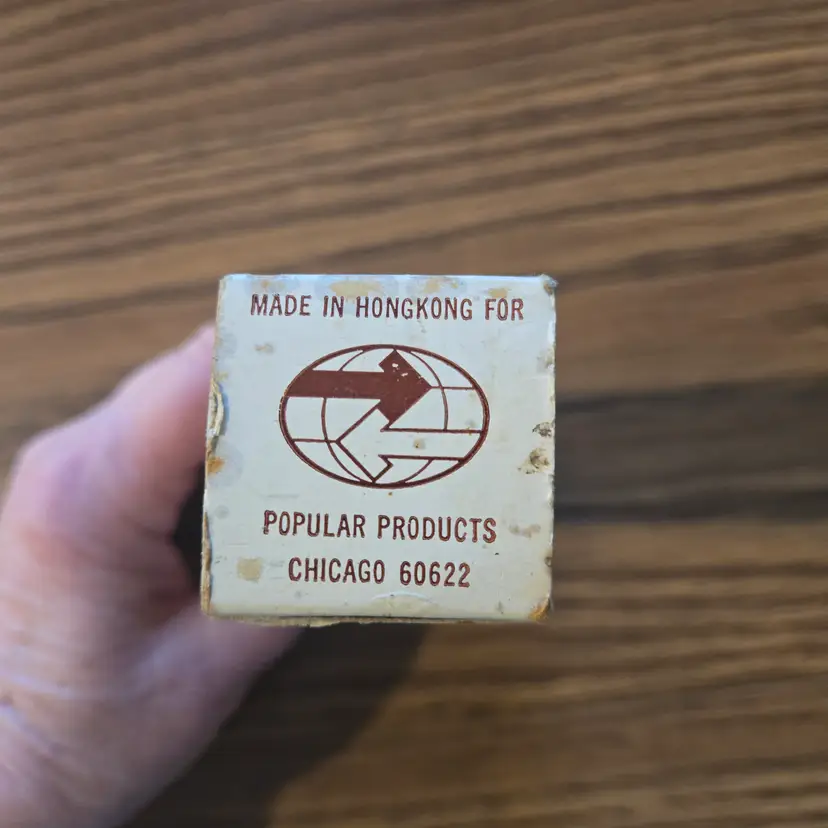 MADE IN HONGKONG FOR
POPULAR PRODUCTS
CHICAGO 60622